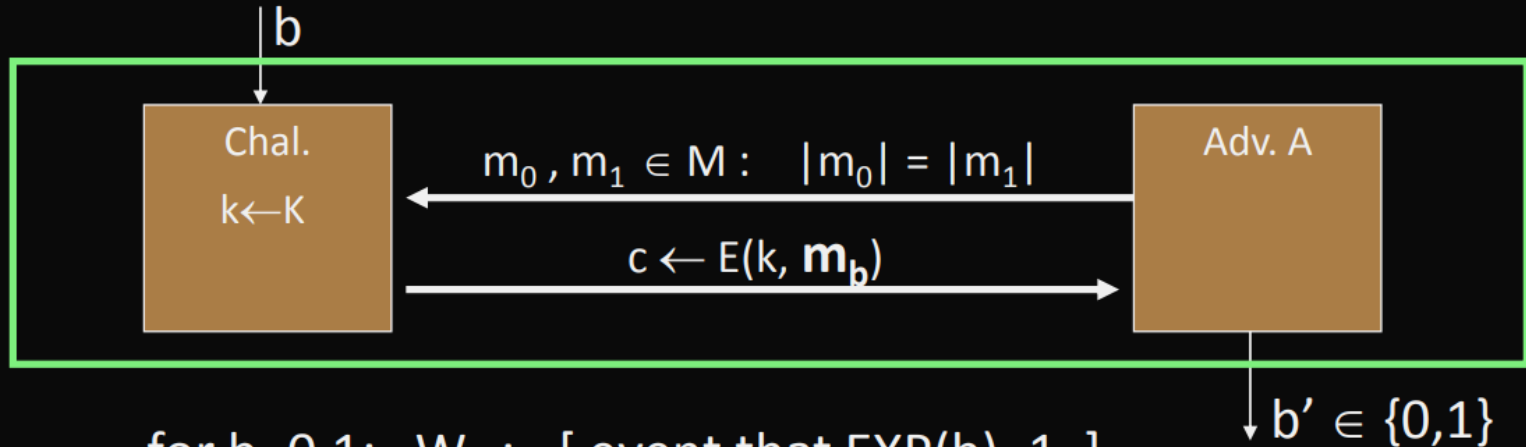 b
Chal.
k←K
m₀ , m₁ ∈ M : |m₀| = |m₁|
c ← E(k, m_b)
Adv. A
b’ ∈ {0,1}